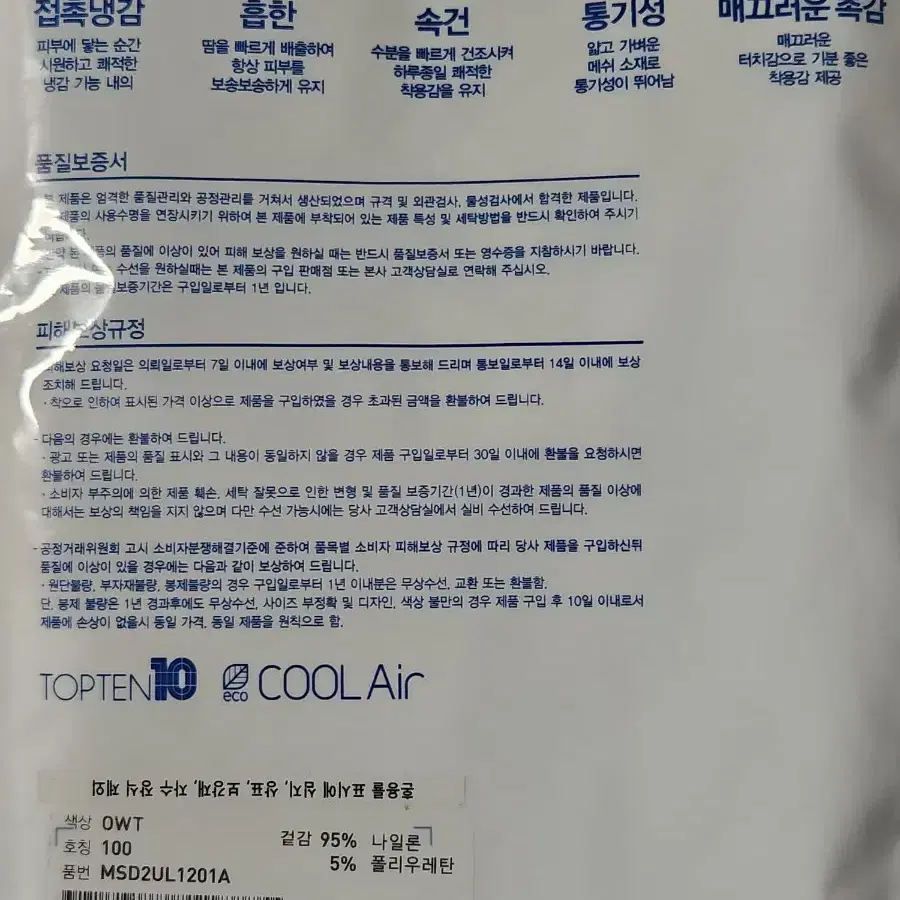 접촉냉감
피부에 닿는 순간
시원하고 쾌적한
냉감 기능 내의
흡한
땀을 빠르게 배출하여
항상 피부를
보송보송하게 유지
속건
수분을 빠르게 건조시켜
하루종일 쾌적한
착용감을 유지
통기성
얇고 가벼운
메쉬 소재로
통기성이 뛰어남
매끄러운 촉감
매끄러운
터치감으로 기분 좋은
착용감 제공
품질보증서
제품은 엄격한 품질관리와 공정관리를 거쳐서 생산되었으며 규격 및 외관검사, 물성검사에서 합격한 제품입니다.
제품의 사용수명을 연장시키기 위하여 본 제품에 부착되어 있는 제품 특성 및 세탁방법을 반드시 확인하여 주시기
품질에 이상이 있어 피해 보상을 원하실 때는 반드시 품질보증서 또는 영수증을 지참하시기 바랍니다.
수선을 원하실때는 본 제품의 구입 판매점 또는 본사 고객상담실로 연락해 주십시오.
구입일로부터 1년 입니다.
피해보상규정
피해보상 요청일은 의뢰일로부터 7일 이내에 보상여부 및 보상내용을 통보해 드리며 통보일로부터 14일 이내에 보상
조치해 드립니다.
· 착오로 인하여 표시된 가격 이상으로 제품을 구입하였을 경우 초과된 금액을 환불하여 드립니다.
- 다음의 경우에는 환불하여 드립니다.
· 광고 또는 제품의 품질 표시와 그 내용이 동일하지 않을 경우 제품 구입일로부터 30일 이내에 환불을 요청하시면
환불하여 드립니다.
· 소비자 부주의에 의한 제품 훼손, 세탁 잘못으로 인한 변형 및 품질 보증기간(1년)이 경과한 제품의 품질 이상에
대해서는 보상의 책임을 지지 않으며 다만 수선 가능시에는 당사 고객상담실에서 실비 수선하여 드립니다.
- 공정거래위원회 고시 소비자분쟁해결기준에 준하여 품목별 소비자 피해보상 규정에 따리 당사 제품을 구입하신뒤
품질에 이상이 있을 경우에는 다음과 같이 보상하여 드립니다.
· 원단불량, 부자재불량, 봉제불량의 경우 구입일로부터 1년 이내분은 무상수선, 교환 또는 환불함.
단, 봉제 불량은 1년 경과후에도 무상수선, 사이즈 부정확 및 디자인, 색상 불만의 경우 제품 구입 후 10일 이내로서
제품에 손상이 없을시 동일 가격, 동일 제품을 원칙으로 함.
TOPTEN10 eco COOL Air
혼용률 표시에 심지, 상표, 보강재, 자수 장식 제외
색상 OWT
호칭 100
품번 MSD2UL1201A
겉감 95% 나일론
5% 폴리우레탄